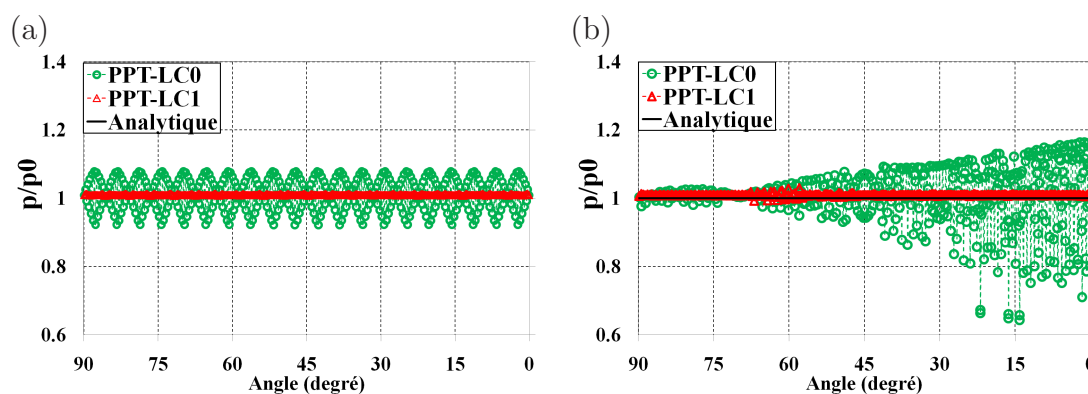 (a)
p/p0
1.4
1.2
1
0.8
0.6
PPT-LC0
PPT-LC1
Analytique
90 75 60 45 30 15 0
Angle (degré)
(b)
p/p0
1.4
1.2
1
0.8
0.6
PPT-LC0
PPT-LC1
Analytique
90 75 60 45 30 15 0
Angle (degré)